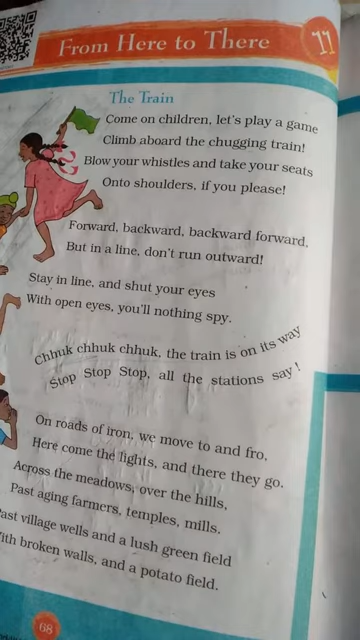 From Here to There
11
The Train
Come on children, let's play a game
Climb aboard the chugging train!
Blow your whistles and take your seats
Onto shoulders, if you please!
Forward, backward, backward forward,
But in a line, don't run outward!
Stay in line, and shut your eyes
With open eyes, you'll nothing spy.
Chhuk chhuk chhuk, the train is on its way
Stop Stop Stop, all the stations say!
On roads of iron, we move to and fro,
Here come the lights, and there they go.
Across the meadows, over the hills,
Past aging farmers, temples, mills.
Past village wells and a lush green field
With broken walls, and a potato field.
68